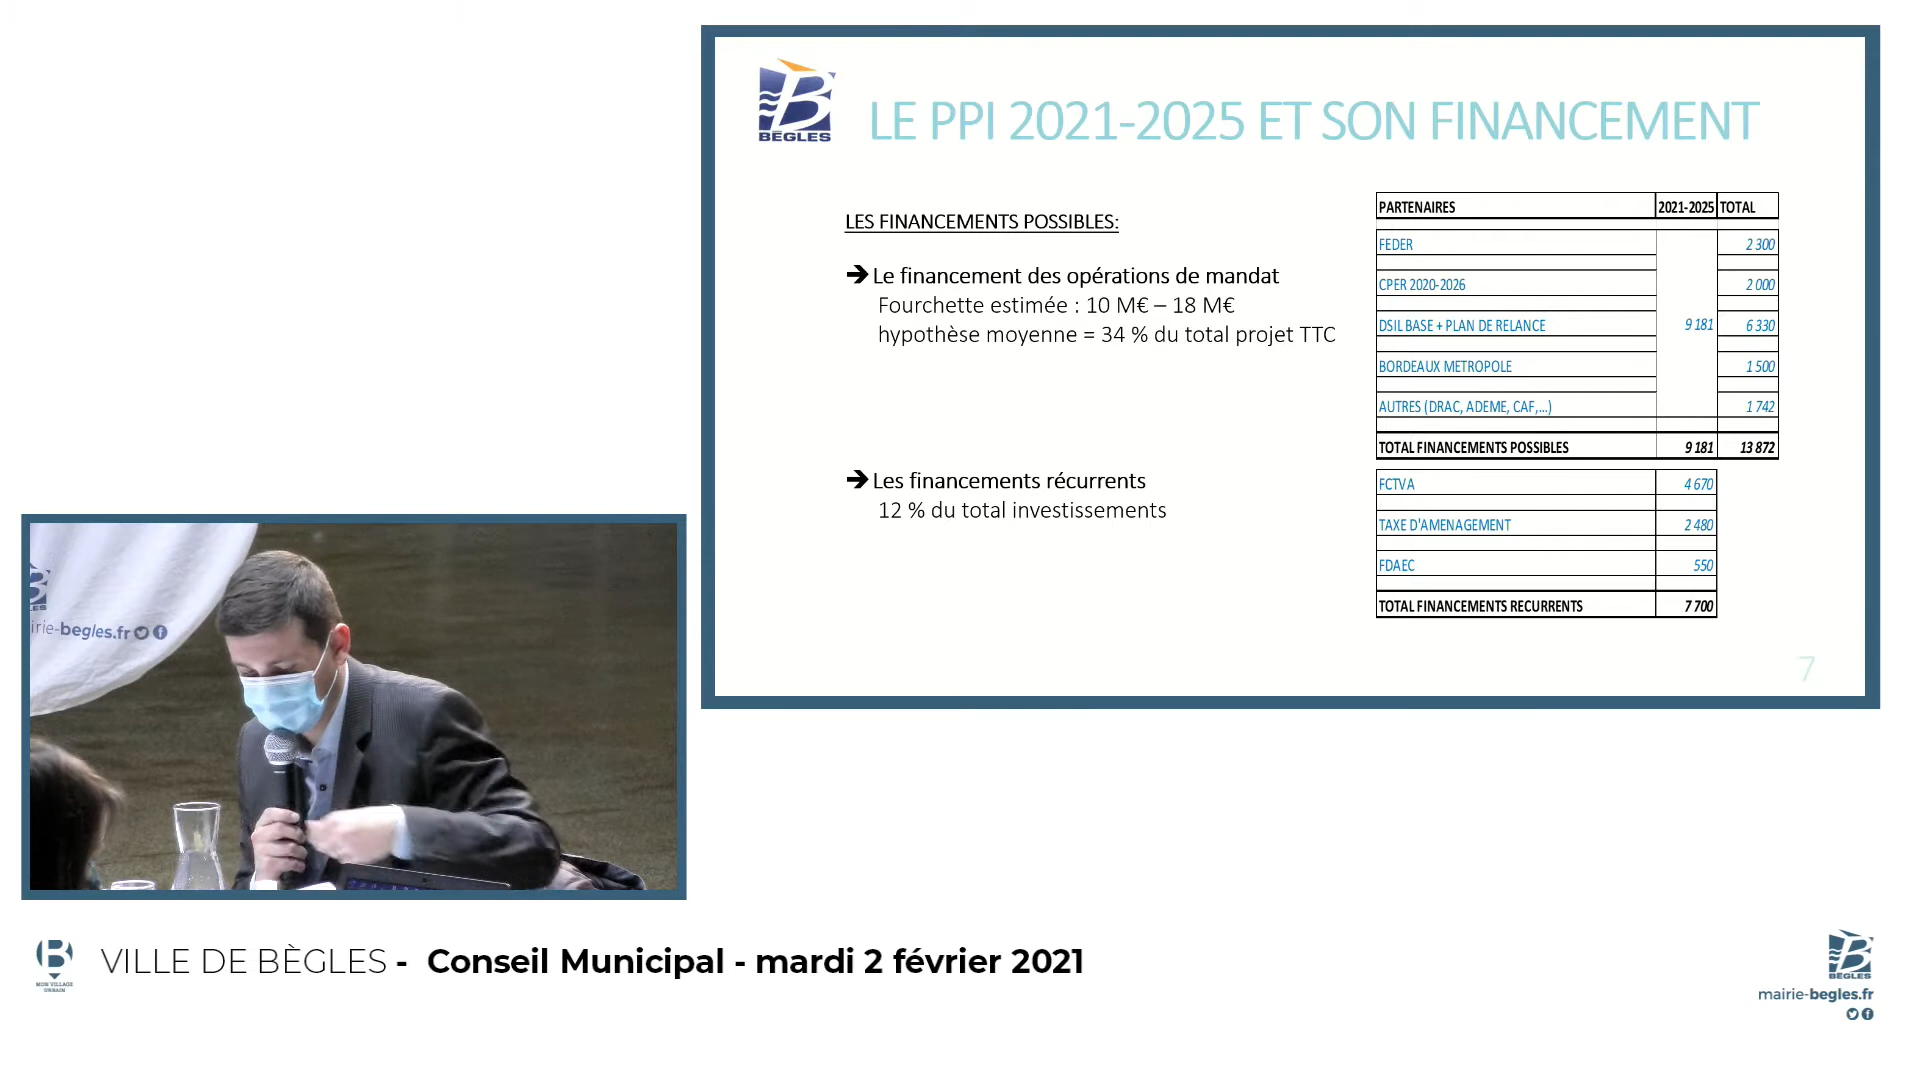 BÈGLES
LE PPI 2021-2025 ET SON FINANCEMENT
LES FINANCEMENTS POSSIBLES:
➔ Le financement des opérations de mandat
Fourchette estimée : 10 M€ – 18 M€
hypothèse moyenne = 34 % du total projet TTC
➔ Les financements récurrents
12 % du total investissements
PARTENAIRES 2021-2025 TOTAL
FEDER 2 300
CPER 2020-2026 2 000
DSIL BASE + PLAN DE RELANCE 9 181 6 330
BORDEAUX METROPOLE 1 500
AUTRES (DRAC, ADEME, CAF,...) 1 742
TOTAL FINANCEMENTS POSSIBLES 9 181 13 872
FCTVA 4 670
TAXE D'AMENAGEMENT 2 480
FDAEC 550
TOTAL FINANCEMENTS RECURRENTS 7 700
7
LES
irie-begles.fr
B
MON VILLAGE
URBAIN
VILLE DE BÈGLES - Conseil Municipal - mardi 2 février 2021
BÈGLES
mairie-begles.fr